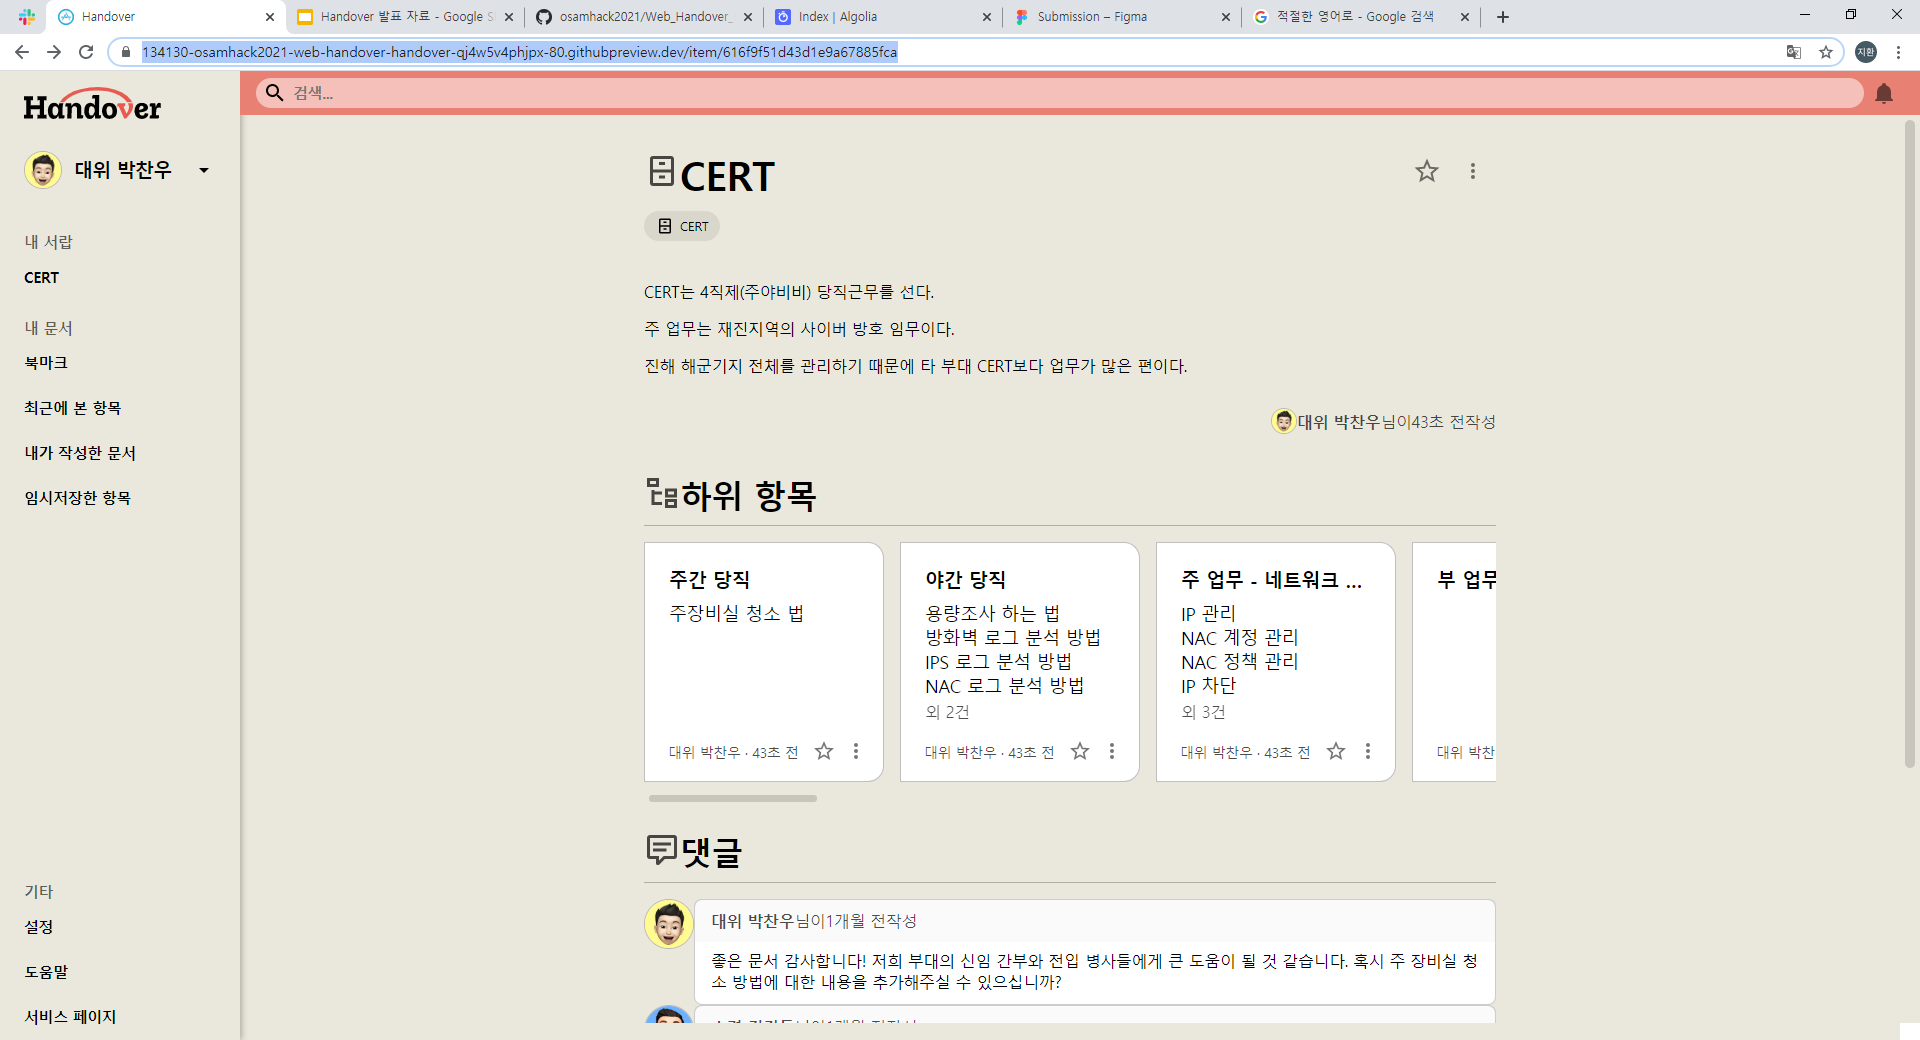 Handover
Handover 발표 자료 - Google S
osamhack2021/Web_Handover_
Index | Algolia
Submission – Figma
적절한 영어로 - Google 검색
134130-osamhack2021-web-handover-handover-qj4w5v4phjpx-80.githubpreview.dev/item/616f9f51d43d1e9a67885fca
지환
Handover
검색...
대위 박찬우
내 서랍
CERT
내 문서
북마크
최근에 본 항목
내가 작성한 문서
임시저장한 항목
기타
설정
도움말
서비스 페이지
CERT
CERT
CERT는 4직제(주야비비) 당직근무를 선다.
주 업무는 재진지역의 사이버 방호 임무이다.
진해 해군기지 전체를 관리하기 때문에 타 부대 CERT보다 업무가 많은 편이다.
대위 박찬우님이43초 전작성
하위 항목
주간 당직
주장비실 청소 법
대위 박찬우 · 43초 전
야간 당직
용량조사 하는 법
방화벽 로그 분석 방법
IPS 로그 분석 방법
NAC 로그 분석 방법
외 2건
대위 박찬우 · 43초 전
주 업무 - 네트워크 ...
IP 관리
NAC 계정 관리
NAC 정책 관리
IP 차단
외 3건
대위 박찬우 · 43초 전
부 업무
대위 박찬
댓글
대위 박찬우님이1개월 전작성
좋은 문서 감사합니다! 저희 부대의 신임 간부와 전입 병사들에게 큰 도움이 될 것 같습니다. 혹시 주 장비실 청
소 방법에 대한 내용을 추가해주실 수 있으십니까?